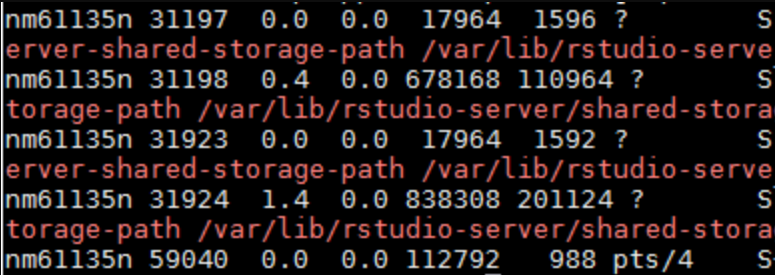 nm61135n 31197 0.0 0.0 17964 1596 ? S
erver-shared-storage-path /var/lib/rstudio-serve
nm61135n 31198 0.4 0.0 678168 110964 ? S
torage-path /var/lib/rstudio-server/shared-stora
nm61135n 31923 0.0 0.0 17964 1592 ? S
erver-shared-storage-path /var/lib/rstudio-serve
nm61135n 31924 1.4 0.0 838308 201124 ? S
torage-path /var/lib/rstudio-server/shared-stora
nm61135n 59040 0.0 0.0 112792 988 pts/4 S